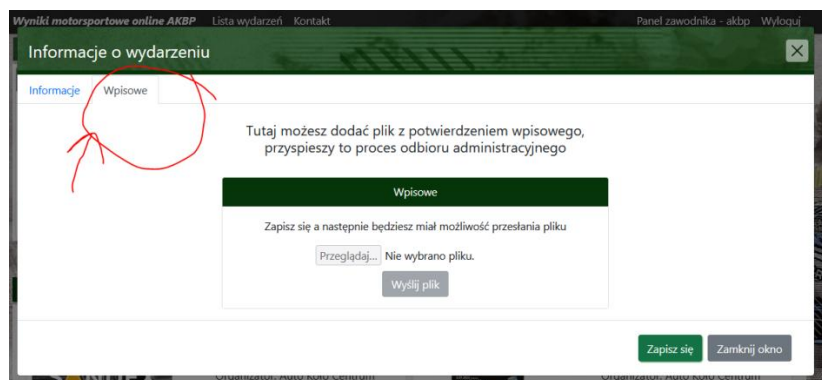 Wyniki motorsportowe online AKBP Lista wydarzeń Kontakt Panel zawodnika - akbp Wyloguj
Informacje o wydarzeniu
Informacje Wpisowe
Tutaj możesz dodać plik z potwierdzeniem wpisowego,
przyspieszy to proces odbioru administracyjnego
Wpisowe
Zapisz się a następnie będziesz miał możliwość przesłania pliku
Przeglądaj... Nie wybrano pliku.
Wyślij plik
Zapisz się Zamknij okno
Organizator: Auto Koło Centrum Organizator: Auto Koło Centrum